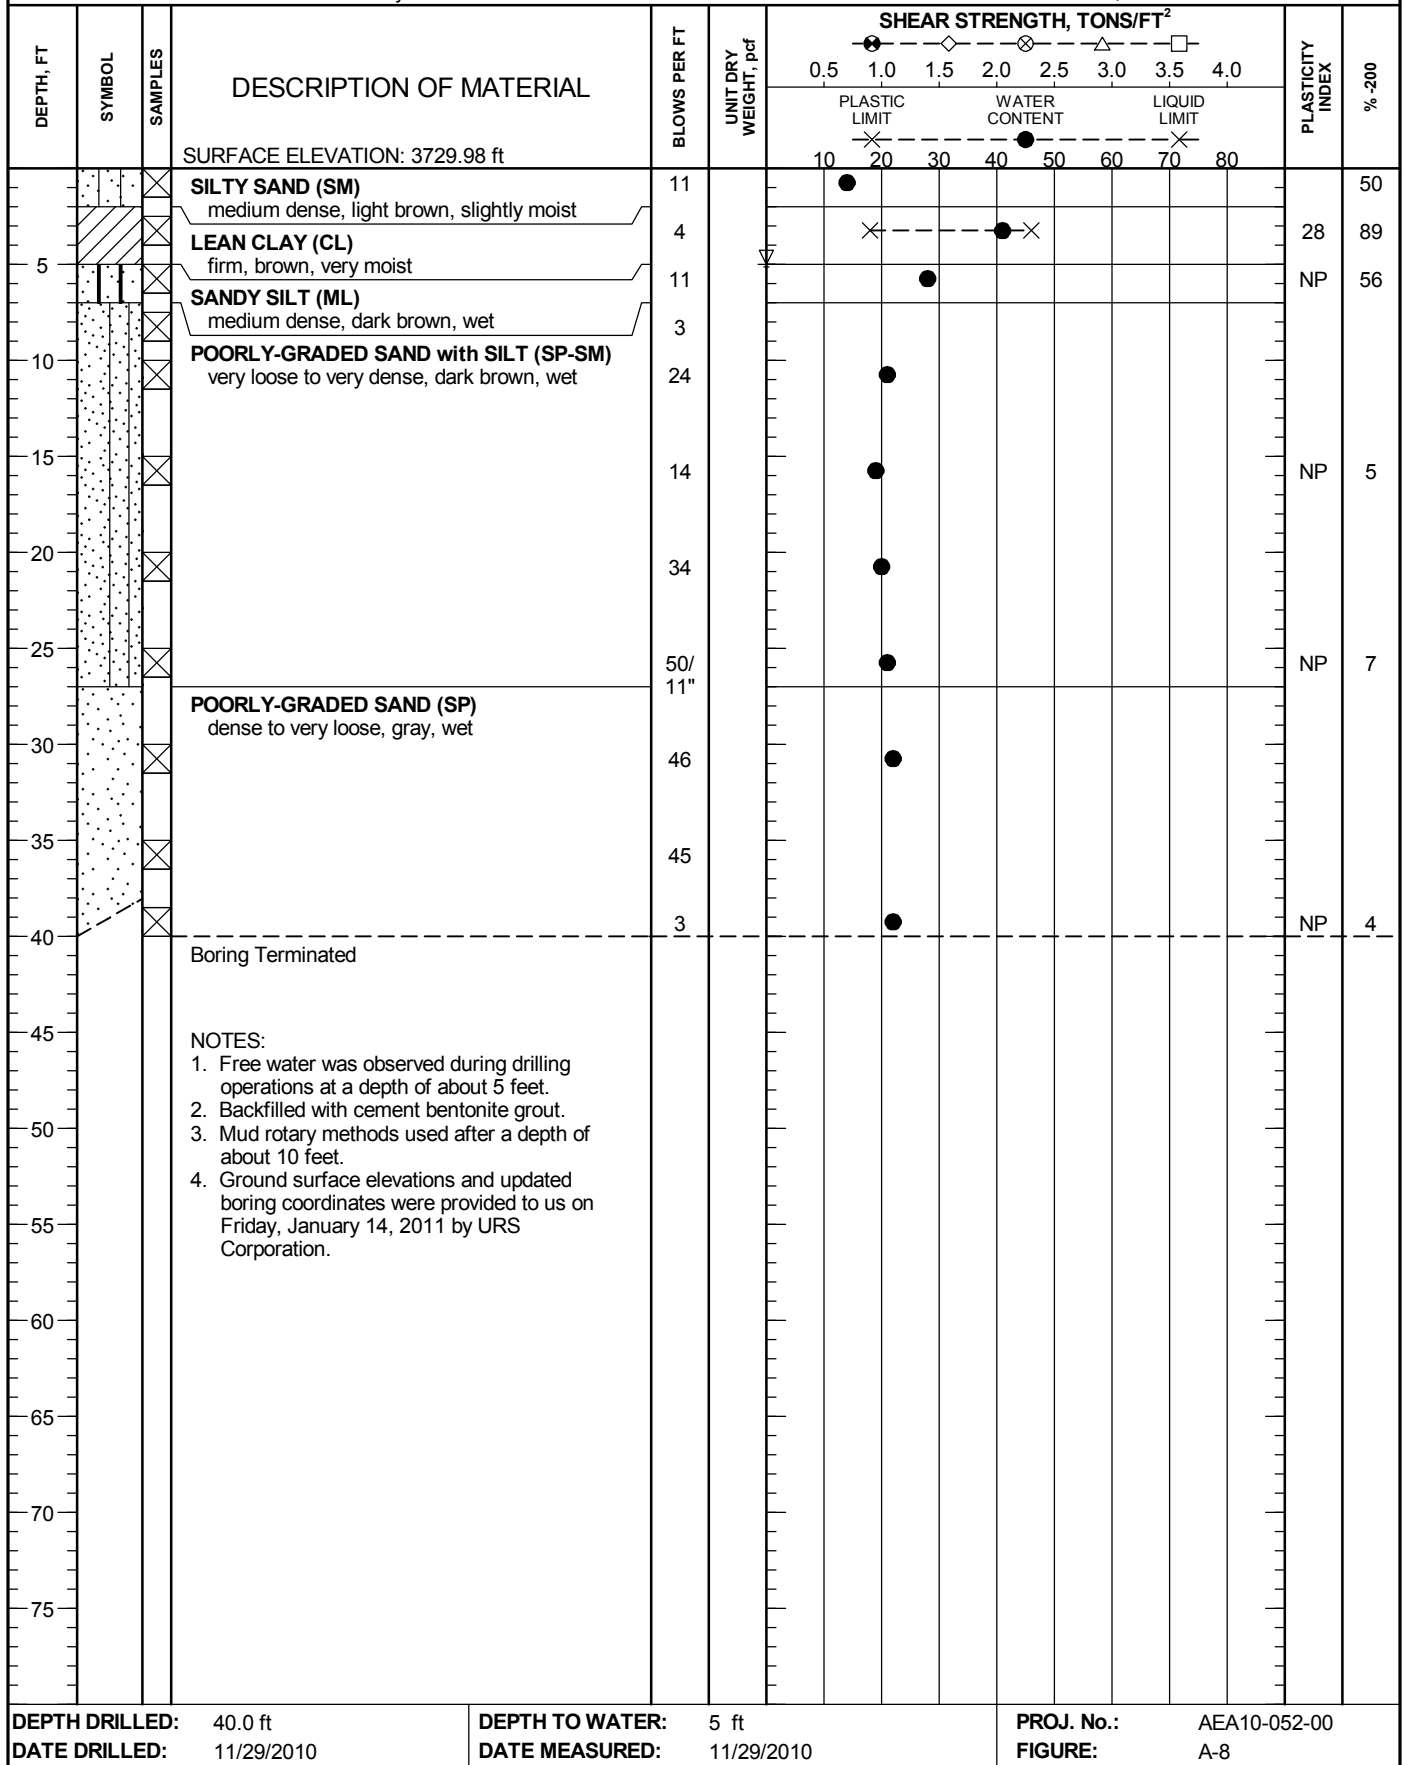 SHEAR STRENGTH, TONS/FT²
DEPTH, FT
SYMBOL
SAMPLES
DESCRIPTION OF MATERIAL
BLOWS PER FT
UNIT DRY
WEIGHT, pcf
0.5 1.0 1.5 2.0 2.5 3.0 3.5 4.0
PLASTIC
LIMIT
WATER
CONTENT
LIQUID
LIMIT
10 20 30 40 50 60 70 80
PLASTICITY
INDEX
% -200
SURFACE ELEVATION: 3729.98 ft
SILTY SAND (SM) 11 50
medium dense, light brown, slightly moist
LEAN CLAY (CL) 4 28 89
firm, brown, very moist
5 11 NP 56
SANDY SILT (ML)
medium dense, dark brown, wet 3
POORLY-GRADED SAND with SILT (SP-SM)
10 very loose to very dense, dark brown, wet 24
15 14 NP 5
20 34
25 50/ NP 7
11"
POORLY-GRADED SAND (SP)
dense to very loose, gray, wet
30 46
35 45
3 NP 4
40
Boring Terminated
45
NOTES:
1. Free water was observed during drilling
operations at a depth of about 5 feet.
2. Backfilled with cement bentonite grout.
50
3. Mud rotary methods used after a depth of
about 10 feet.
4. Ground surface elevations and updated
boring coordinates were provided to us on
55 Friday, January 14, 2011 by URS
Corporation.
60
65
70
75
DEPTH DRILLED: 40.0 ft DEPTH TO WATER: 5 ft PROJ. No.: AEA10-052-00
DATE DRILLED: 11/29/2010 DATE MEASURED: 11/29/2010 FIGURE: A-8